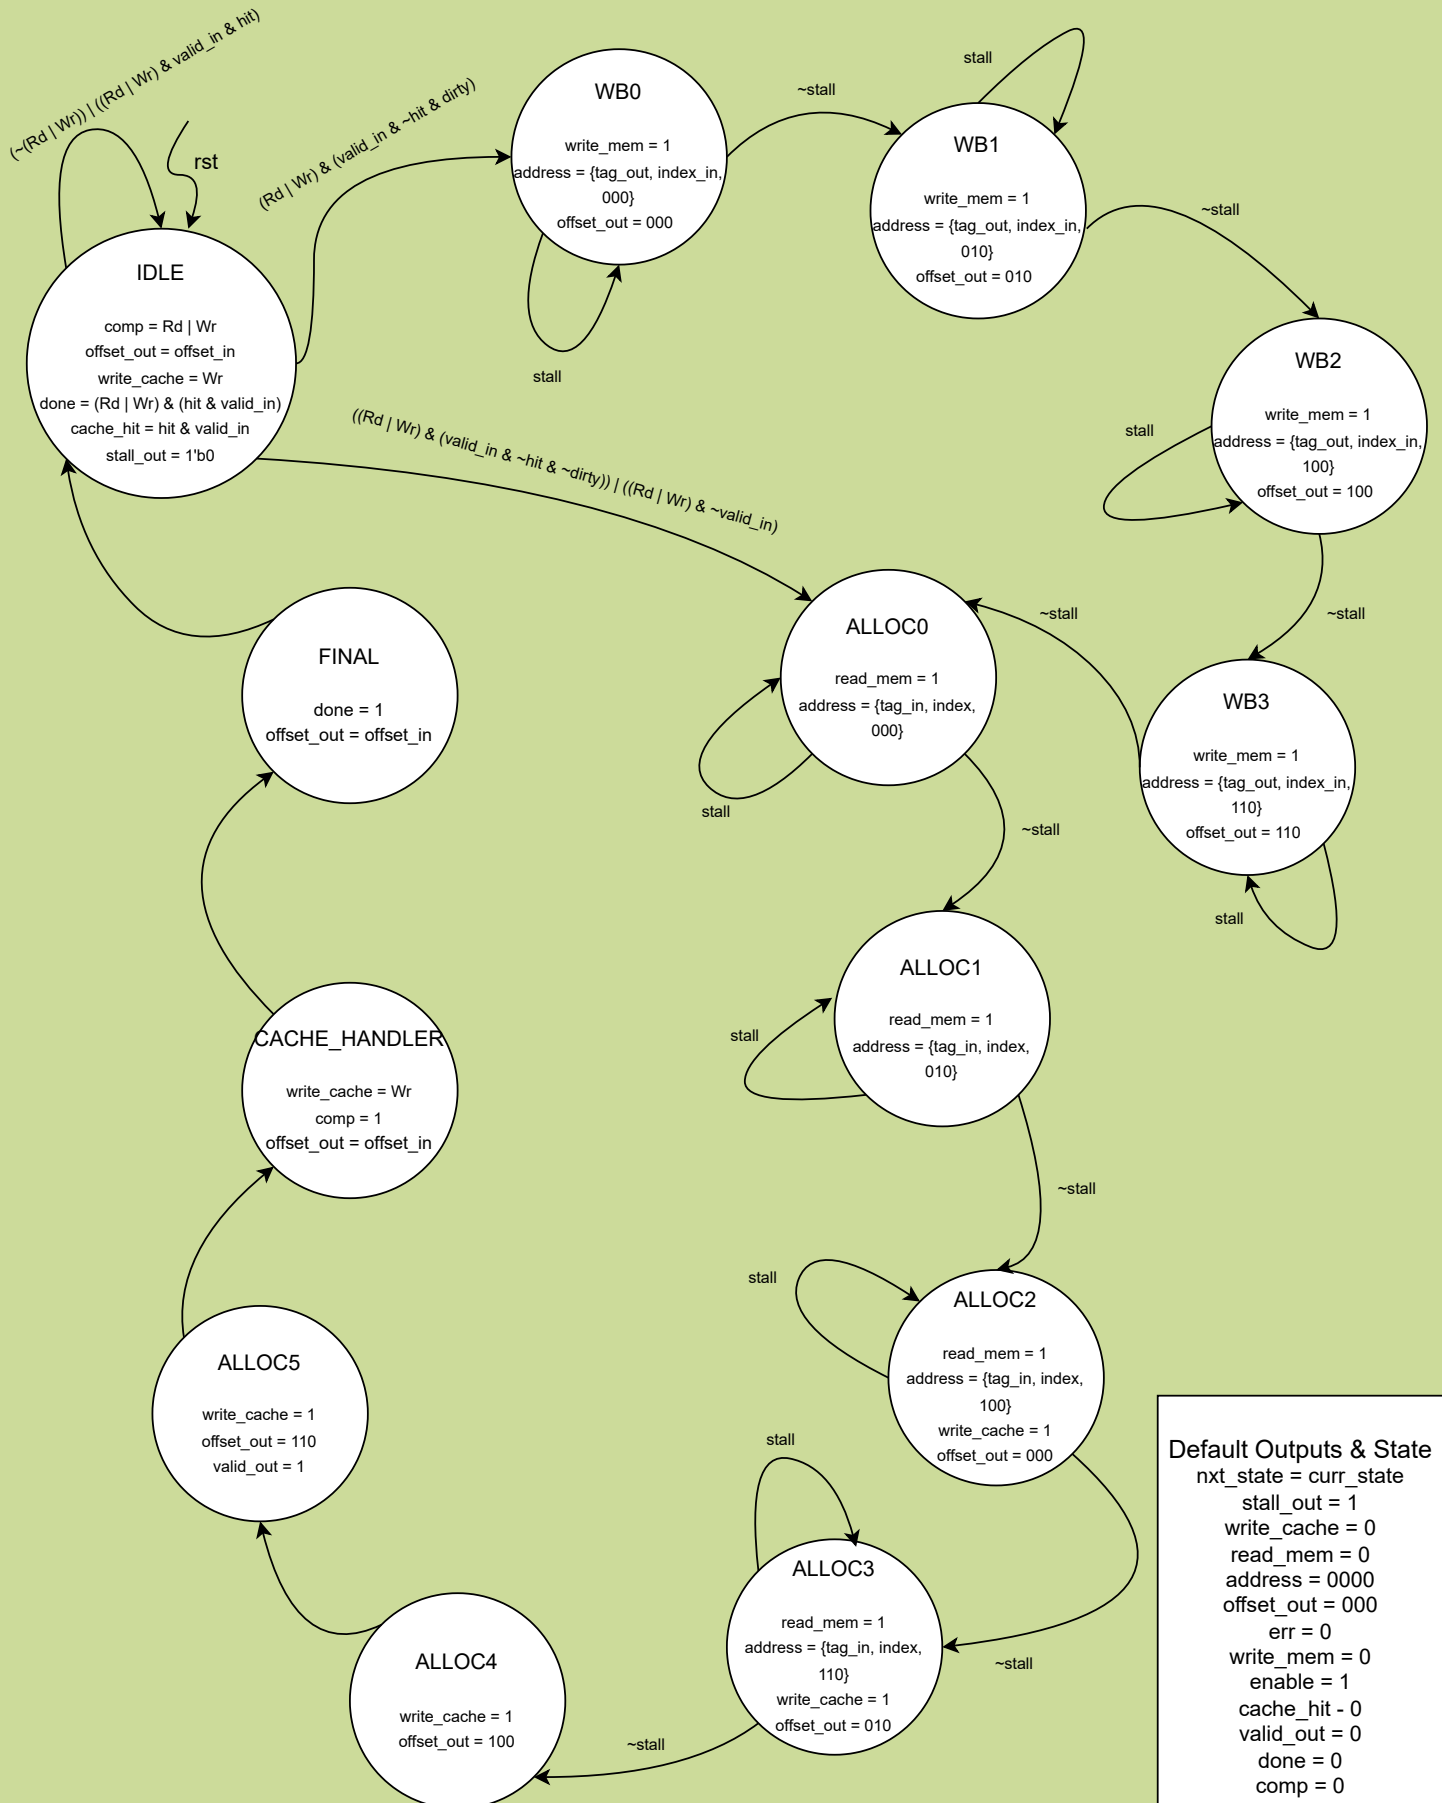 (~(Rd | Wr)) | ((Rd | Wr) & valid_in & hit)
rst
(Rd | Wr) & (valid_in & ~hit & dirty)
IDLE
comp = Rd | Wr
offset_out = offset_in
write_cache = Wr
done = (Rd | Wr) & (hit & valid_in)
cache_hit = hit & valid_in
stall_out = 1'b0
WB0
write_mem = 1
address = {tag_out, index_in,
000}
offset_out = 000
stall
~stall
stall
WB1
write_mem = 1
address = {tag_out, index_in,
010}
offset_out = 010
~stall
WB2
write_mem = 1
address = {tag_out, index_in,
100}
offset_out = 100
stall
~stall
WB3
write_mem = 1
address = {tag_out, index_in,
110}
offset_out = 110
stall
~stall
((Rd | Wr) & (valid_in & ~hit & ~dirty)) | ((Rd | Wr) & ~valid_in)
ALLOC0
read_mem = 1
address = {tag_in, index,
000}
stall
~stall
ALLOC1
read_mem = 1
address = {tag_in, index,
010}
stall
~stall
ALLOC2
read_mem = 1
address = {tag_in, index,
100}
write_cache = 1
offset_out = 000
stall
~stall
ALLOC3
read_mem = 1
address = {tag_in, index,
110}
write_cache = 1
offset_out = 010
stall
~stall
ALLOC4
write_cache = 1
offset_out = 100
ALLOC5
write_cache = 1
offset_out = 110
valid_out = 1
CACHE_HANDLER
write_cache = Wr
comp = 1
offset_out = offset_in
FINAL
done = 1
offset_out = offset_in
Default Outputs & State
nxt_state = curr_state
stall_out = 1
write_cache = 0
read_mem = 0
address = 0000
offset_out = 000
err = 0
write_mem = 0
enable = 1
cache_hit - 0
valid_out = 0
done = 0
comp = 0